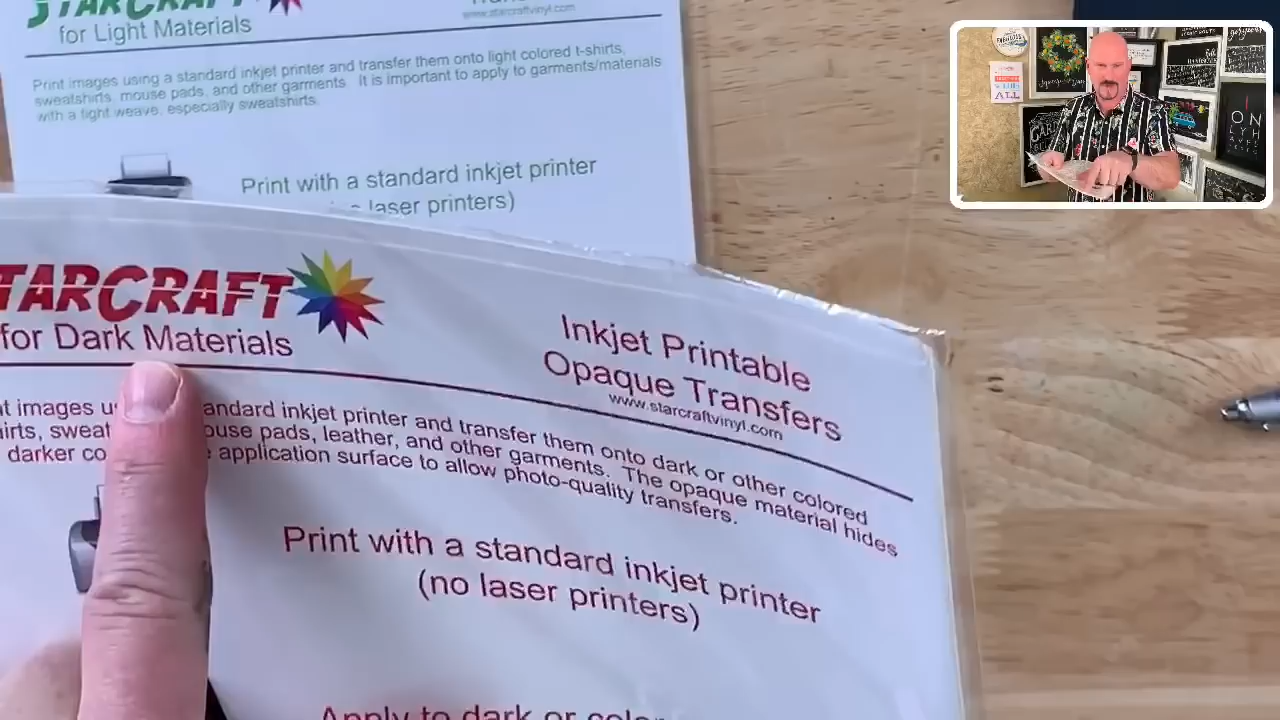 STARCRAFT
for Light Materials
www.starcraftvinyl.com
Print images using a standard inkjet printer and transfer them onto light colored t-shirts,
sweatshirts, mouse pads, and other garments. It is important to apply to garments/materials
with a tight weave, especially sweatshirts.
Print with a standard inkjet printer
laser printers)
TARCRAFT
for Dark Materials
Inkjet Printable
Opaque Transfers
www.starcraftvinyl.com
t images u andard inkjet printer and transfer them onto dark or other colored
irts, sweat ouse pads, leather, and other garments. The opaque material hides
darker co application surface to allow photo-quality transfers.
Print with a standard inkjet printer
(no laser printers)
Apply to dark or color
ALL